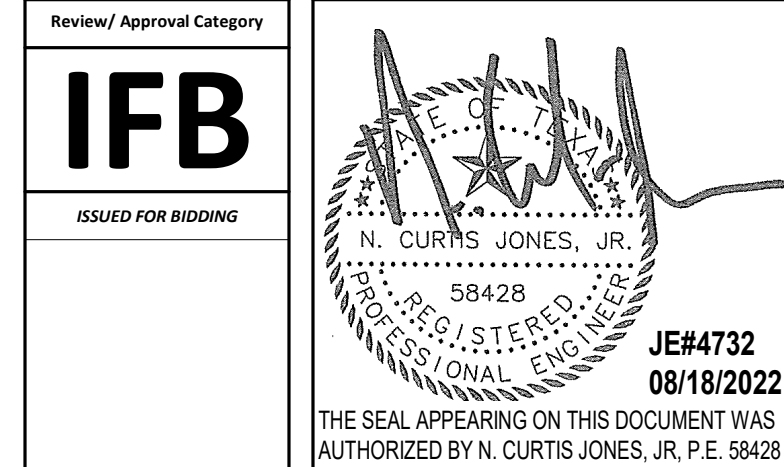 Review/ Approval Category
IFB
ISSUED FOR BIDDING
STATE OF TEXAS
N. CURTIS JONES, JR.
58428
REGISTERED
PROFESSIONAL ENGINEER
JE#4732
08/18/2022
THE SEAL APPEARING ON THIS DOCUMENT WAS
AUTHORIZED BY N. CURTIS JONES, JR, P.E. 58428